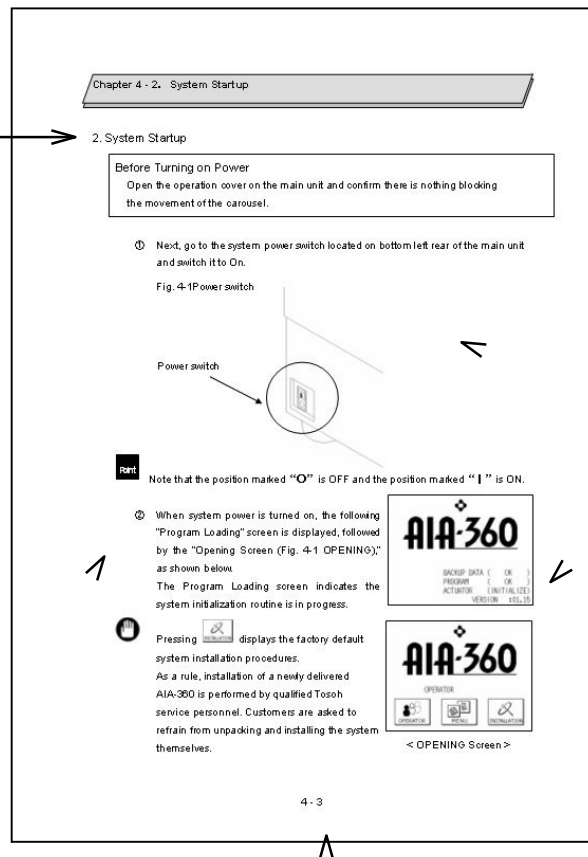 Chapter 4 - 2. System Startup
2. System Startup
Before Turning on Power
Open the operation cover on the main unit and confirm there is nothing blocking
the movement of the carousel.
① Next, go to the system power switch located on bottom left rear of the main unit
and switch it to On.
Fig. 4-1Power switch
Power switch
Point
Note that the position marked “O” is OFF and the position marked “ | ” is ON.
② When system power is turned on, the following
"Program Loading" screen is displayed, followed
by the "Opening Screen (Fig. 4-1 OPENING),"
as shown below.
The Program Loading screen indicates the
system initialization routine is in progress.
AIA-360
BACKUP DATA ( OK )
PROGRAM ( OK )
ACTUATOR (INITIALIZE)
VERSION ±01.15
Pressing INSTALLATION displays the factory default
system installation procedures.
As a rule, installation of a newly delivered
AIA-360 is performed by qualified Tosoh
service personnel. Customers are asked to
refrain from unpacking and installing the system
themselves.
AIA-360
OPERATOR
OPERATOR MENU INSTALLATION
< OPENING Screen >
4 - 3